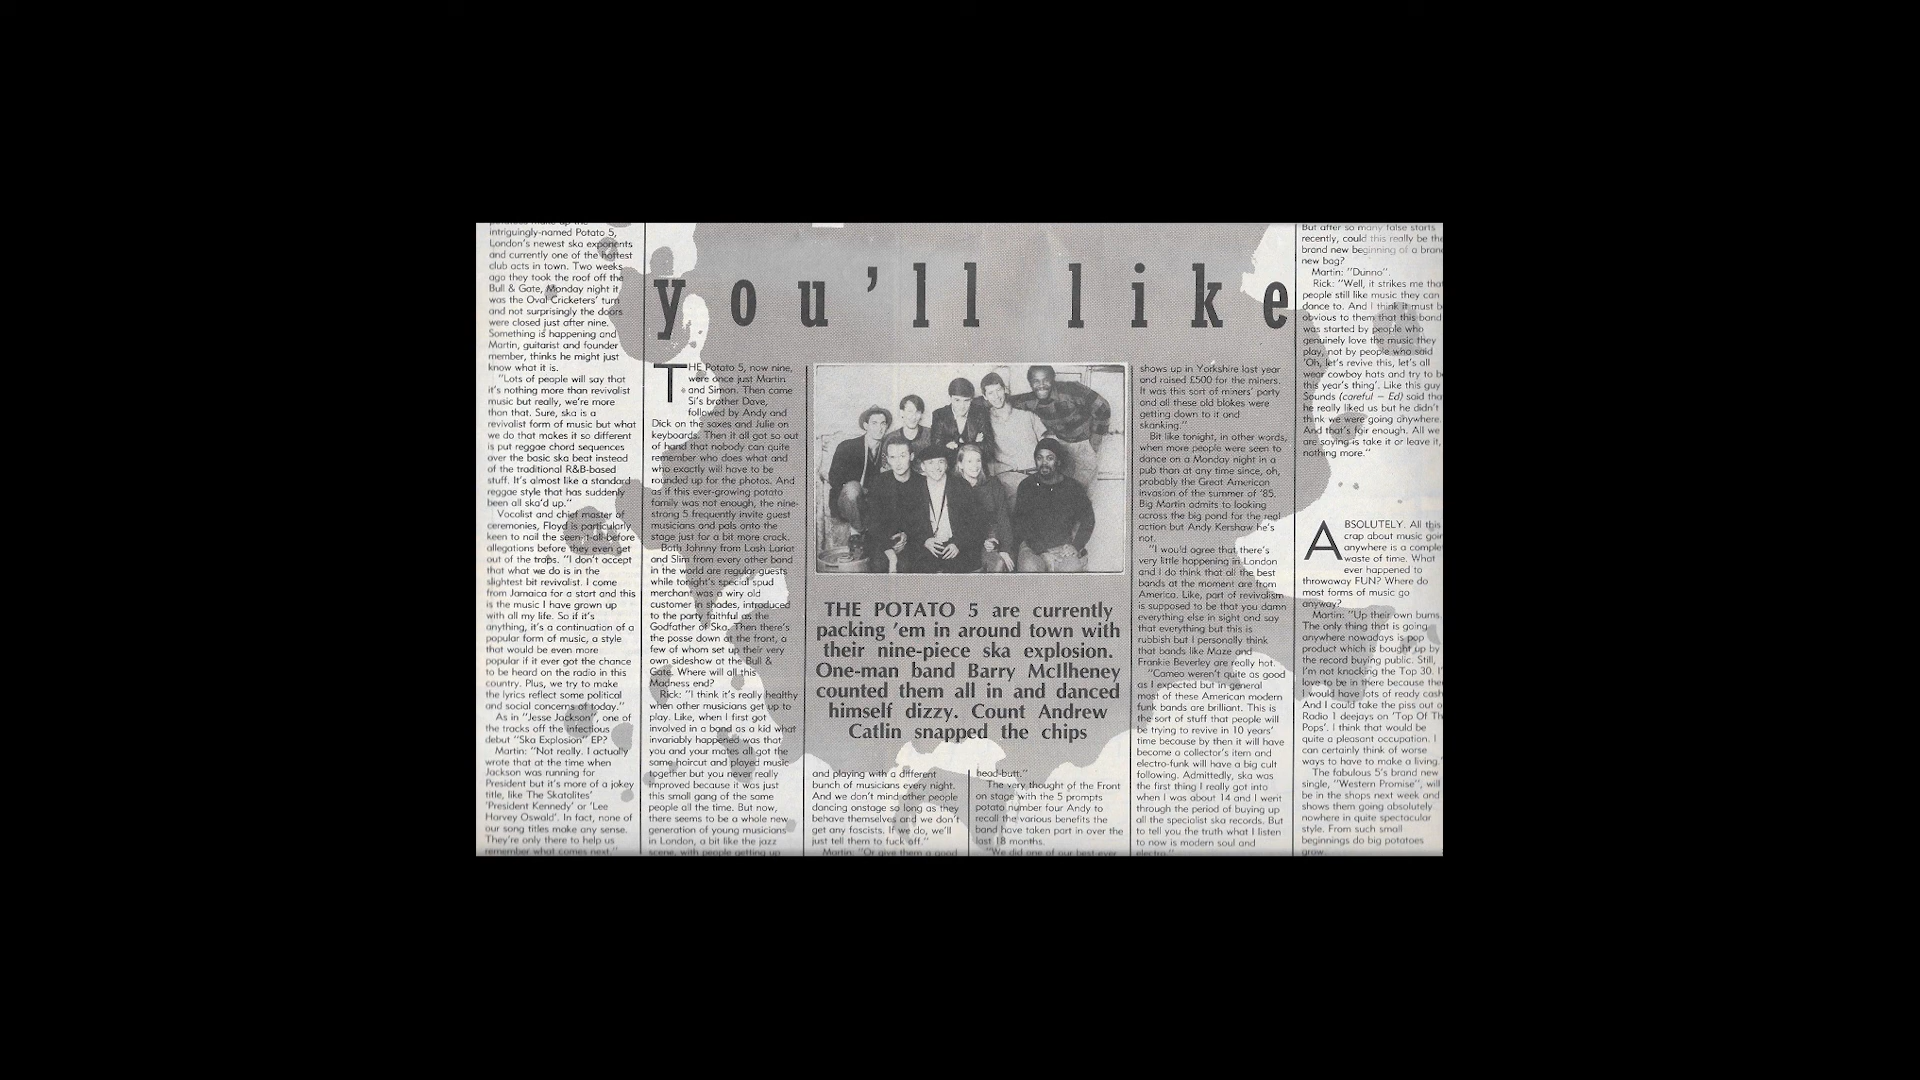 you'll like
intriguingly-named Potato 5,
London's newest ska exponents
and currently one of the hottest
club acts in town. Two weeks
ago they took the roof off the
Bull & Gate, Monday night it
was the Oval Cricketers' turn
and not surprisingly the doors
were closed just after nine.
Something is happening and
Martin, guitarist and founder
member, thinks he might just
know what it is.
"Lots of people will say that
it's nothing more than revivalist
music but really, we're more
than that. Sure, ska is a
revivalist form of music but what
we do that makes it so different
is put reggae chord sequences
over the basic ska beat instead
of the traditional R&B-based
stuff. It's almost like a standard
reggae style that has suddenly
been all ska'd up."
Vocalist and chief master of
ceremonies, Floyd is particularly
keen to nail the seen-it-all-before
allegations before they even get
out of the traps. "I don't accept
that what we do is in the
slightest bit revivalist. I come
from Jamaica for a start and this
is the music I have grown up
with all my life. So if it's
anything, it's a continuation of a
popular form of music, a style
that would be even more
popular if it ever got the chance
to be heard on the radio in this
country. Plus, we try to make
the lyrics reflect some political
and social concerns of today."
As in "Jesse Jackson", one of
the tracks off the infectious
debut "Ska Explosion" EP?
Martin: "Not really. I actually
wrote that at the time when
Jackson was running for
President but it's more of a jokey
title, like The Skatalites'
'President Kennedy' or 'Lee
Harvey Oswald'. In fact, none of
our song titles make any sense.
They're only there to help us
remember what comes next."
THE Potato 5, now nine,
were once just Martin
and Simon. Then came
Si's brother Dave,
followed by Andy and
Dick on the saxes and Julie on
keyboards. Then it all got so out
of hand that nobody can quite
remember who does what and
who exactly will have to be
rounded up for the photos. And
as if this ever-growing potato
family was not enough, the nine-
strong 5 frequently invite guest
musicians and pals onto the
stage just for a bit more crack.
Both Johnny from Lash Lariat
and Slim from every other band
in the world are regular guests
while tonight's special spud
merchant was a wiry old
customer in shades, introduced
to the party faithful as the
Godfather of Ska. Then there's
the posse down at the front, a
few of whom set up their very
own sideshow at the Bull &
Gate. Where will all this
Madness end?
Rick: "I think it's really healthy
when other musicians get up to
play. Like, when I first got
involved in a band as a kid what
invariably happened was that
you and your mates all got the
same haircut and played music
together but you never really
improved because it was just
this small gang of the same
people all the time. But now,
there seems to be a whole new
generation of young musicians
in London, a bit like the jazz
scene, with people getting up
THE POTATO 5 are currently
packing 'em in around town with
their nine-piece ska explosion.
One-man band Barry McIlheney
counted them all in and danced
himself dizzy. Count Andrew
Catlin snapped the chips
and playing with a different
bunch of musicians every night.
And we don't mind other people
dancing onstage so long as they
behave themselves and we don't
get any fascists. If we do, we'll
just tell them to fuck off."
Martin: "Or give them a good
head-butt."
The very thought of the Front
on stage with the 5 prompts
potato number four Andy to
recall the various benefits the
band have taken part in over the
last 18 months.
"We did one of our best ever
shows up in Yorkshire last year
and raised £500 for the miners.
It was this sort of miners' party
and all these old blokes were
getting down to it and
skanking."
Bit like tonight, in other words,
when more people were seen to
dance on a Monday night in a
pub than at any time since, oh,
probably the Great American
invasion of the summer of '85.
Big Martin admits to looking
across the big pond for the real
action but Andy Kershaw he's
not.
"I would agree that there's
very little happening in London
and I do think that all the best
bands at the moment are from
America. Like, part of revivalism
is supposed to be that you damn
everything else in sight and say
that everything but this is
rubbish but I personally think
that bands like Maze and
Frankie Beverley are really hot.
"Cameo weren't quite as good
as I expected but in general
most of these American modern
funk bands are brilliant. This is
the sort of stuff that people will
be trying to revive in 10 years'
time because by then it will have
become a collector's item and
electro-funk will have a big cult
following. Admittedly, ska was
the first thing I really got into
when I was about 14 and I went
through the period of buying up
all the specialist ska records. But
to tell you the truth what I listen
to now is modern soul and
electro."
But after so many false starts
recently, could this really be the
brand new beginning of a brand
new bag?
Martin: "Dunno".
Rick: "Well, it strikes me that
people still like music they can
dance to. And I think it must be
obvious to them that this band
was started by people who
genuinely love the music they
play, not by people who said
'Oh, let's revive this, let's all
wear cowboy hats and try to be
this year's thing'. Like this guy
Sounds (careful – Ed) said tha
he really liked us but he didn't
think we were going anywhere.
And that's fair enough. All we
are saying is take it or leave it,
nothing more."
ABSOLUTELY. All this
crap about music goin
anywhere is a comple
waste of time. What
ever happened to
throwaway FUN? Where do
most forms of music go
anyway?
Martin: "Up their own bums.
The only thing that is going
anywhere nowadays is pop
product which is bought up by
the record buying public. Still,
I'm not knocking the Top 30. I'
love to be in there because the
I would have lots of ready cash
And I could take the piss out o
Radio 1 deejays on 'Top Of Th
Pops'. I think that would be
quite a pleasant occupation. I
can certainly think of worse
ways to have to make a living."
The fabulous 5's brand new
single, "Western Promise", will
be in the shops next week and
shows them going absolutely
nowhere in quite spectacular
style. From such small
beginnings do big potatoes
grow.